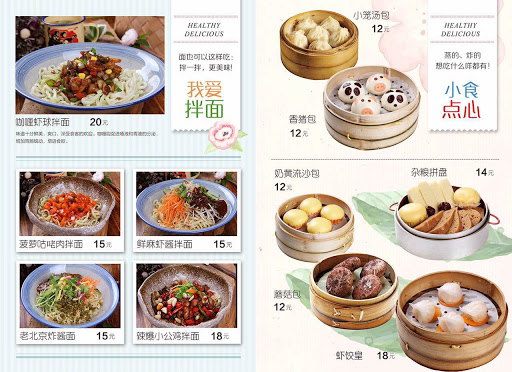 HEALTHY
DELICIOUS
面也可以这样吃:
拌一拌，更美味!
我爱
拌面
咖喱虾球拌面 20元
菠萝咕咾肉拌面 15元
鲜麻虾酱拌面 15元
老北京炸酱面 15元
辣爆小公鸡拌面 18元
小笼汤包
12元
HEALTHY
DELICIOUS
蒸的、炸的
想吃什么咩都有!
小食
点心
香猪包
12元
奶黄流沙包
12元
杂粮拼盘 14元
蘑菇包
12元
虾饺皇 18元